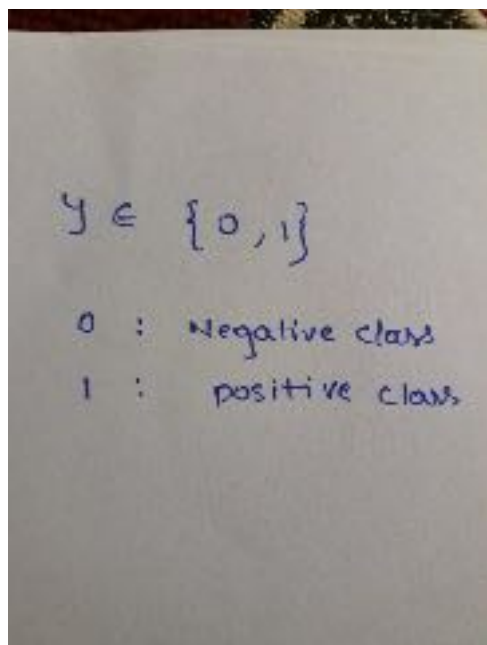 y ∈ {0,1}
0 : Negative class
1 : positive class